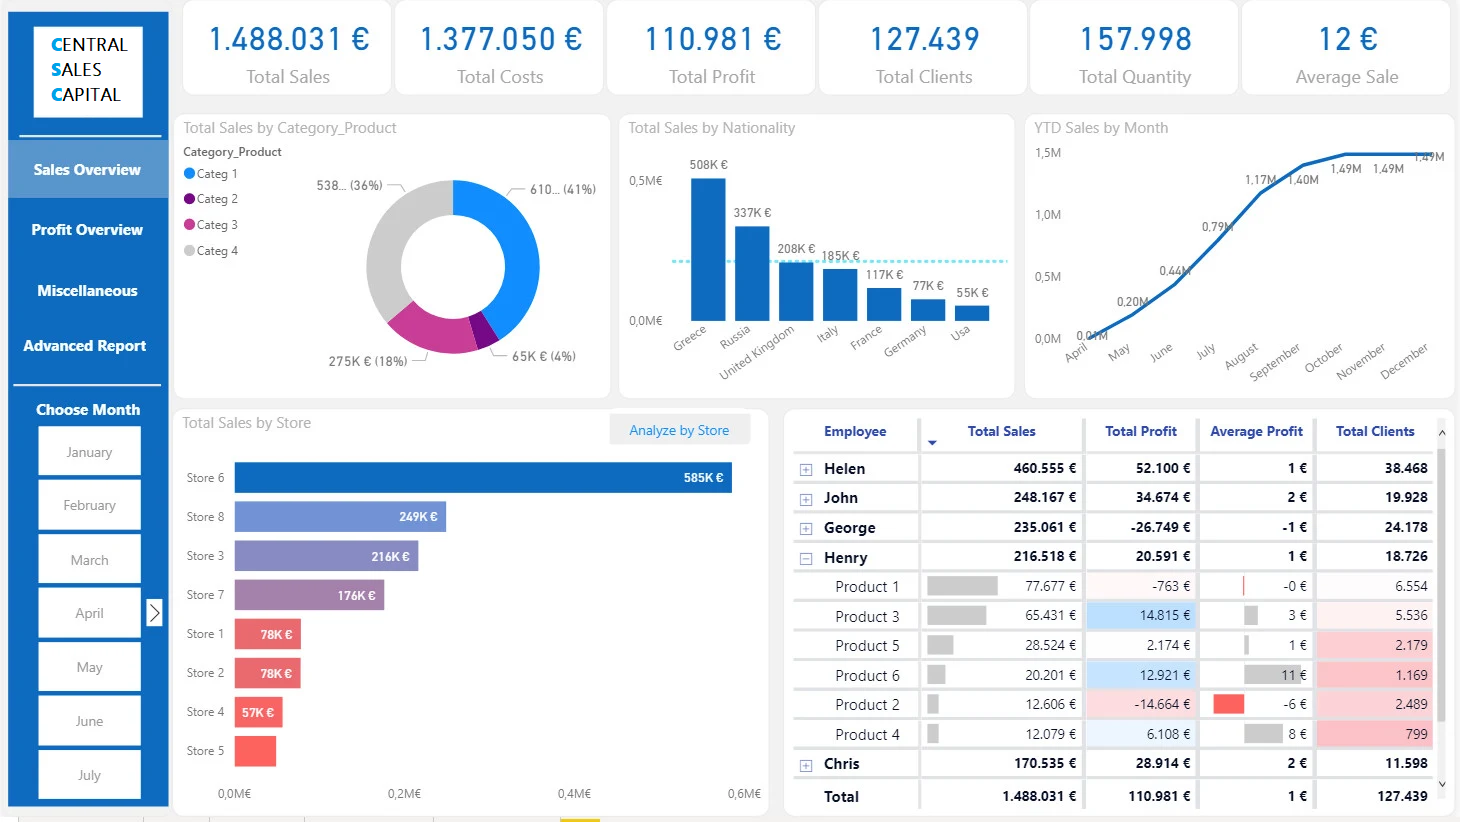 CENTRAL
SALES
CAPITAL
Sales Overview
Profit Overview
Miscellaneous
Advanced Report
Choose Month
January
February
March
April
May
June
July
1.488.031 €
Total Sales
1.377.050 €
Total Costs
110.981 €
Total Profit
127.439
Total Clients
157.998
Total Quantity
12 €
Average Sale
Total Sales by Category_Product
Category_Product
Categ 1
Categ 2
Categ 3
Categ 4
538... (36%)
610... (41%)
275K € (18%)
65K € (4%)
Total Sales by Nationality
0,5M€
0,0M€
508K €
337K €
208K €
185K €
117K €
77K €
55K €
Greece
Russia
United Kingdom
Italy
France
Germany
Usa
YTD Sales by Month
1,5M
1,0M
0,5M
0,0M
0.01M
0,20M
0,44M
0,79M
1,17M
1,40M
1,49M
1,49M
1,49M
April
May
June
July
August
September
October
November
December
Total Sales by Store
Analyze by Store
Store 6 585K €
Store 8 249K €
Store 3 216K €
Store 7 176K €
Store 1 78K €
Store 2 78K €
Store 4 57K €
Store 5
0,0M€ 0,2M€ 0,4M€ 0,6M€
Employee Total Sales Total Profit Average Profit Total Clients
Helen 460.555 € 52.100 € 1 € 38.468
John 248.167 € 34.674 € 2 € 19.928
George 235.061 € -26.749 € -1 € 24.178
Henry 216.518 € 20.591 € 1 € 18.726
Product 1 77.677 € -763 € -0 € 6.554
Product 3 65.431 € 14.815 € 3 € 5.536
Product 5 28.524 € 2.174 € 1 € 2.179
Product 6 20.201 € 12.921 € 11 € 1.169
Product 2 12.606 € -14.664 € -6 € 2.489
Product 4 12.079 € 6.108 € 8 € 799
Chris 170.535 € 28.914 € 2 € 11.598
Total 1.488.031 € 110.981 € 1 € 127.439